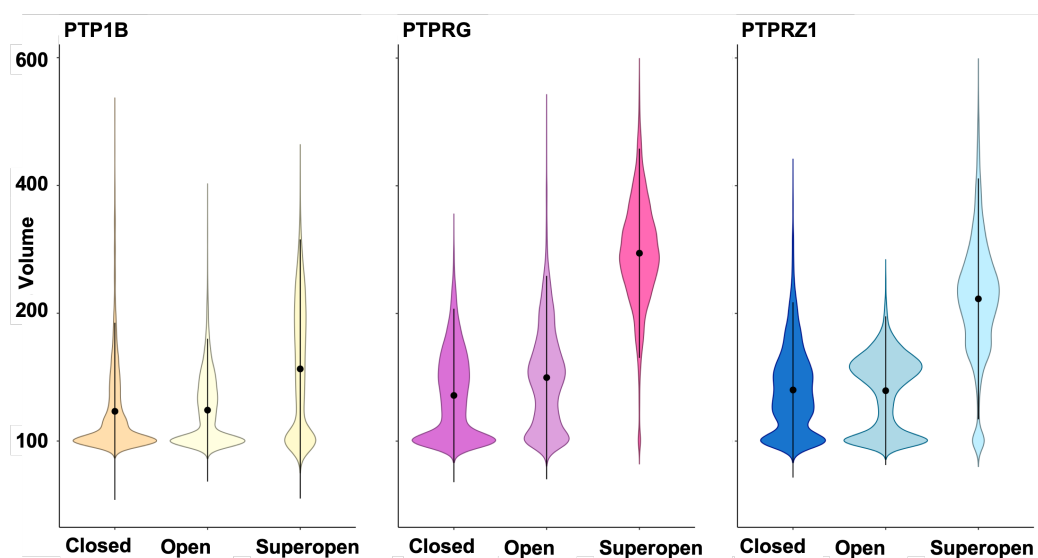 PTP1B PTPRG PTPRZ1
600
400
Volume
200
100
Closed Open Superopen Closed Open Superopen Closed Open Superopen